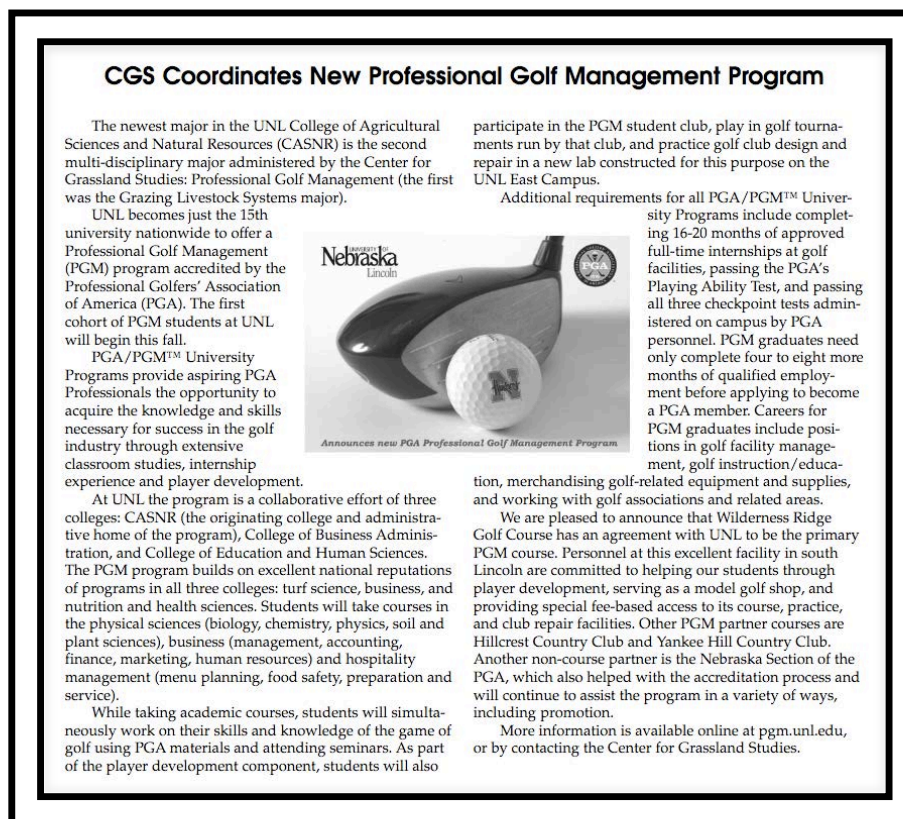 CGS Coordinates New Professional Golf Management Program
The newest major in the UNL College of Agricultural
Sciences and Natural Resources (CASNR) is the second
multi-disciplinary major administered by the Center for
Grassland Studies: Professional Golf Management (the first
was the Grazing Livestock Systems major).
UNL becomes just the 15th
university nationwide to offer a
Professional Golf Management
(PGM) program accredited by the
Professional Golfers' Association
of America (PGA). The first
cohort of PGM students at UNL
will begin this fall.
PGA/PGM™ University
Programs provide aspiring PGA
Professionals the opportunity to
acquire the knowledge and skills
necessary for success in the golf
industry through extensive
classroom studies, internship
experience and player development.
At UNL the program is a collaborative effort of three
colleges: CASNR (the originating college and administra-
tive home of the program), College of Business Adminis-
tration, and College of Education and Human Sciences.
The PGM program builds on excellent national reputations
of programs in all three colleges: turf science, business, and
nutrition and health sciences. Students will take courses in
the physical sciences (biology, chemistry, physics, soil and
plant sciences), business (management, accounting,
finance, marketing, human resources) and hospitality
management (menu planning, food safety, preparation and
service).
While taking academic courses, students will simulta-
neously work on their skills and knowledge of the game of
golf using PGA materials and attending seminars. As part
of the player development component, students will also
UNIVERSITY OF
Nebraska
Lincoln
PGA
N
Announces new PGA Professional Golf Management Program
participate in the PGM student club, play in golf tourna-
ments run by that club, and practice golf club design and
repair in a new lab constructed for this purpose on the
UNL East Campus.
Additional requirements for all PGA/PGM™ Univer-
sity Programs include complet-
ing 16-20 months of approved
full-time internships at golf
facilities, passing the PGA's
Playing Ability Test, and passing
all three checkpoint tests admin-
istered on campus by PGA
personnel. PGM graduates need
only complete four to eight more
months of qualified employ-
ment before applying to become
a PGA member. Careers for
PGM graduates include posi-
tions in golf facility manage-
ment, golf instruction/educa-
tion, merchandising golf-related equipment and supplies,
and working with golf associations and related areas.
We are pleased to announce that Wilderness Ridge
Golf Course has an agreement with UNL to be the primary
PGM course. Personnel at this excellent facility in south
Lincoln are committed to helping our students through
player development, serving as a model golf shop, and
providing special fee-based access to its course, practice,
and club repair facilities. Other PGM partner courses are
Hillcrest Country Club and Yankee Hill Country Club.
Another non-course partner is the Nebraska Section of the
PGA, which also helped with the accreditation process and
will continue to assist the program in a variety of ways,
including promotion.
More information is available online at pgm.unl.edu,
or by contacting the Center for Grassland Studies.